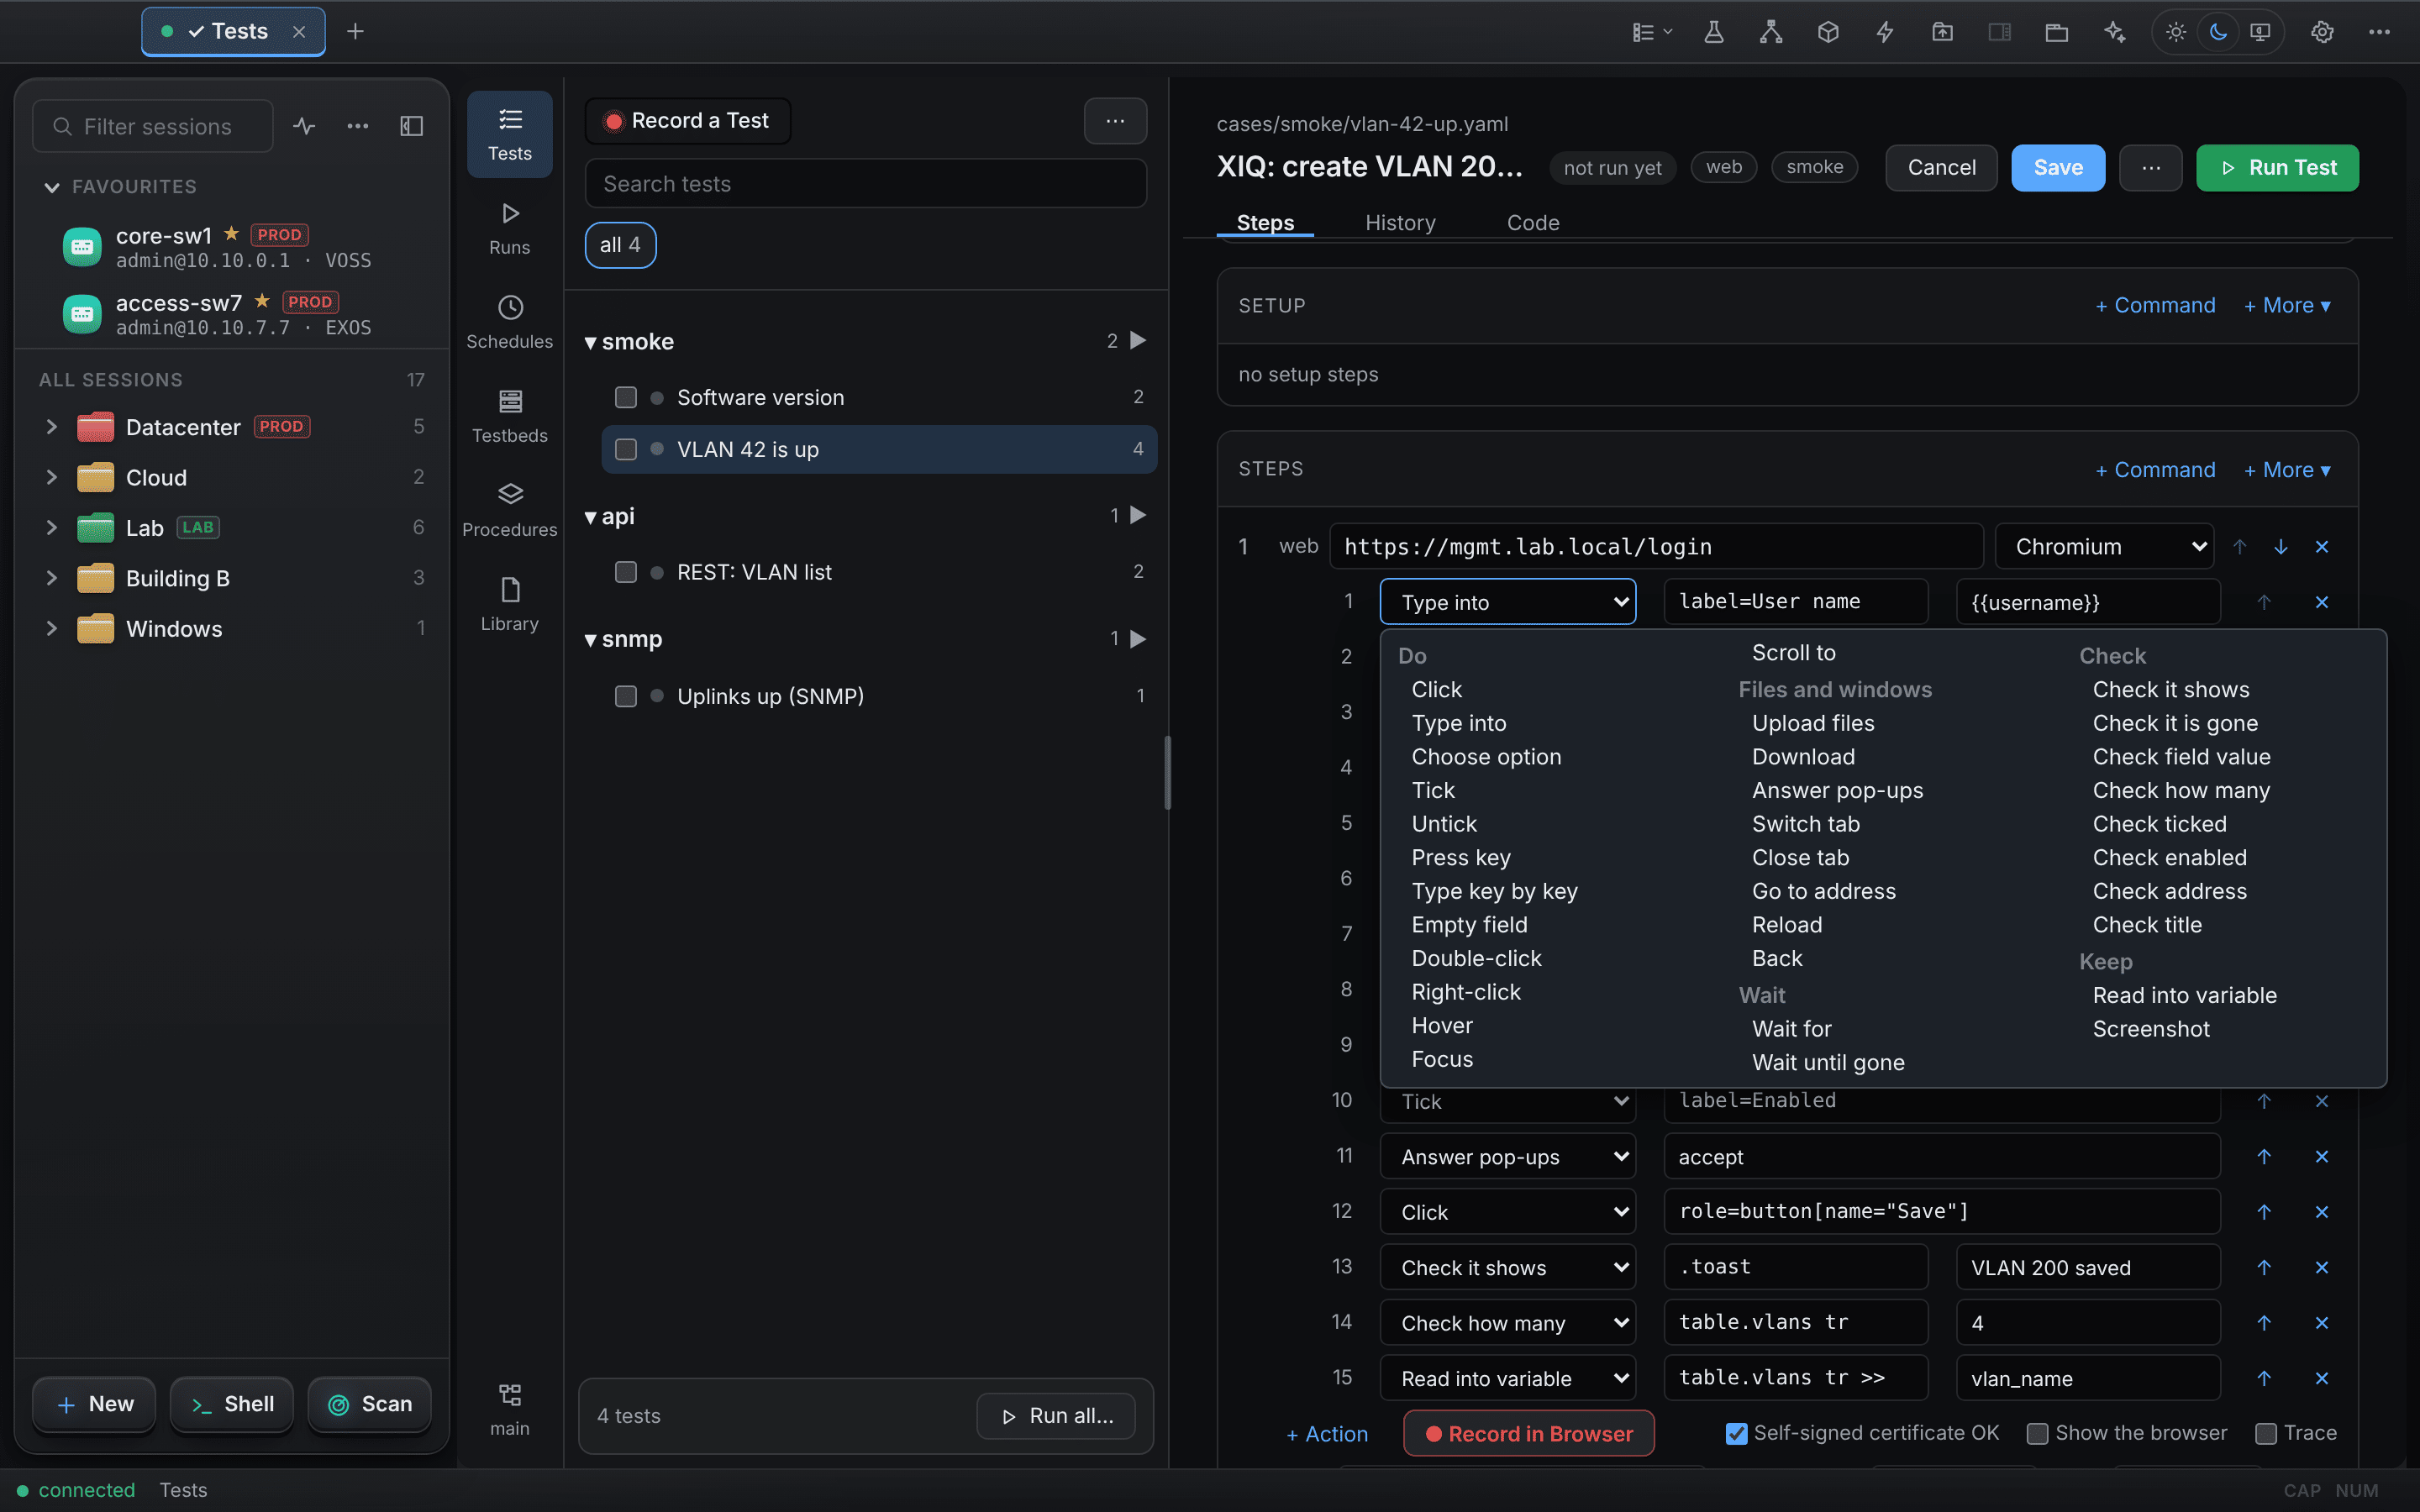 Tests
Filter sessions
FAVOURITES
core-sw1 ★ PROD
admin@10.10.0.1 · VOSS
access-sw7 ★ PROD
admin@10.10.7.7 · EXOS
ALL SESSIONS 17
Datacenter PROD 5
Cloud 2
Lab LAB 6
Building B 3
Windows 1
+ New
>_ Shell
Scan
Tests
Runs
Schedules
Testbeds
Procedures
Library
main
Record a Test
Search tests
all 4
smoke 2
Software version 2
VLAN 42 is up 4
api 1
REST: VLAN list 2
snmp 1
Uplinks up (SNMP) 1
4 tests
Run all...
cases/smoke/vlan-42-up.yaml
XIQ: create VLAN 20... not run yet web smoke Cancel Save ... Run Test
Steps History Code
SETUP + Command + More ▾
no setup steps
STEPS + Command + More ▾
1 web https://mgmt.lab.local/login Chromium
1 Type into label=User name {{username}}
2
3
4
5
6
7
8
9
Do
Click
Type into
Choose option
Tick
Untick
Press key
Type key by key
Empty field
Double-click
Right-click
Hover
Focus
Scroll to
Files and windows
Upload files
Download
Answer pop-ups
Switch tab
Close tab
Go to address
Reload
Back
Wait
Wait for
Wait until gone
Check
Check it shows
Check it is gone
Check field value
Check how many
Check ticked
Check enabled
Check address
Check title
Keep
Read into variable
Screenshot
10 Tick label=Enabled
11 Answer pop-ups accept
12 Click role=button[name="Save"]
13 Check it shows .toast VLAN 200 saved
14 Check how many table.vlans tr 4
15 Read into variable table.vlans tr >> vlan_name
+ Action Record in Browser Self-signed certificate OK Show the browser Trace
connected Tests CAP NUM